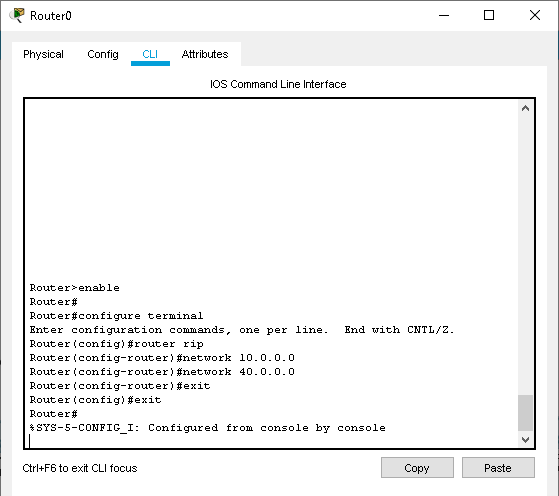 Router0
Physical Config CLI Attributes
IOS Command Line Interface
Router>enable
Router#
Router#configure terminal
Enter configuration commands, one per line.  End with CNTL/Z.
Router(config)#router rip
Router(config-router)#network 10.0.0.0
Router(config-router)#network 40.0.0.0
Router(config-router)#exit
Router(config)#exit
Router#
%SYS-5-CONFIG_I: Configured from console by console
Ctrl+F6 to exit CLI focus
Copy Paste